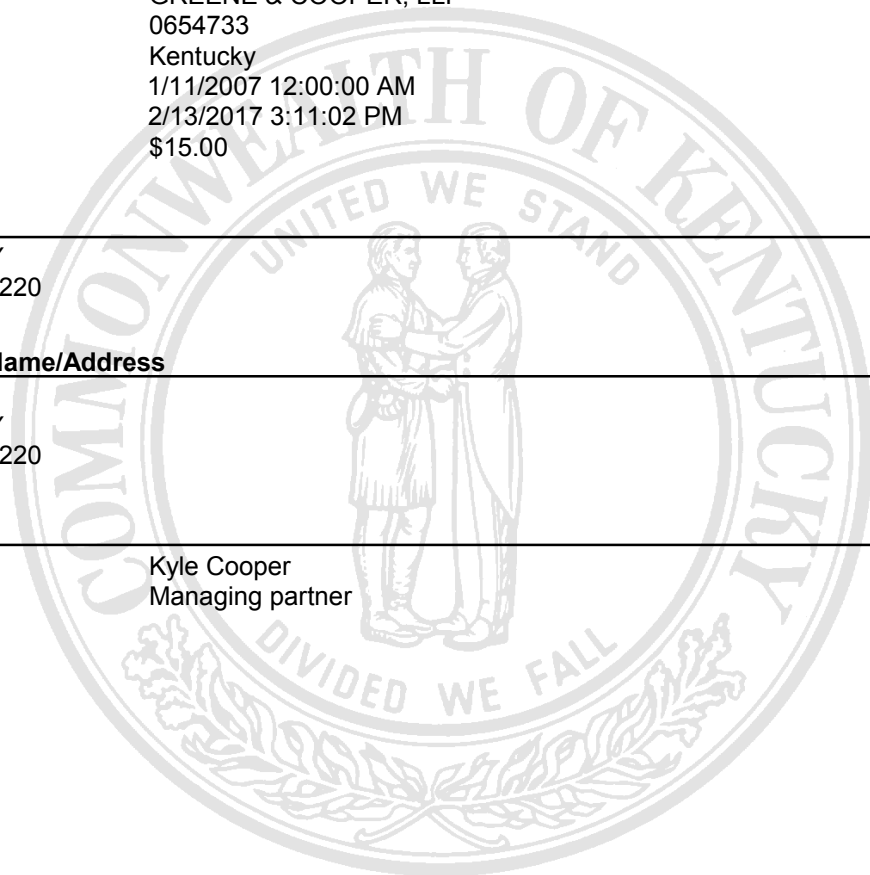 GREENE & COOPER, LLP
0654733
Kentucky
1/11/2007 12:00:00 AM
2/13/2017 3:11:02 PM
$15.00
220
Name/Address
220
Kyle Cooper
Managing partner
COMMONWEALTH OF KENTUCKY
UNITED WE STAND
DIVIDED WE FALL